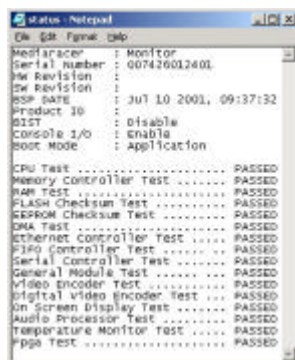 status - Notepad
File Edit Format Help
Mediaracer : Monitor
Serial Number : 007426012401
HW Revision :
SW Revision :
BSP DATE : Jul 10 2001, 09:37:32
Product ID :
BIST : Disable
Console I/O : Enable
Boot Mode : Application
CPU Test ...................... PASSED
Memory Controller Test ....... PASSED
RAM Test ...................... PASSED
FLASH Checksum Test .......... PASSED
EEPROM Checksum Test ......... PASSED
DMA Test ...................... PASSED
Ethernet Controller Test ..... PASSED
FIFO Controller Test ...... .. PASSED
Serial Controller Test ....... PASSED
General Module Test .......... PASSED
Video Encoder Test ........... PASSED
Digital Video Encoder Test ... PASSED
On Screen Display Test ....... PASSED
Audio Processor Test ......... PASSED
Temperature Monitor Test ..... PASSED
Fpga Test ..................... PASSED